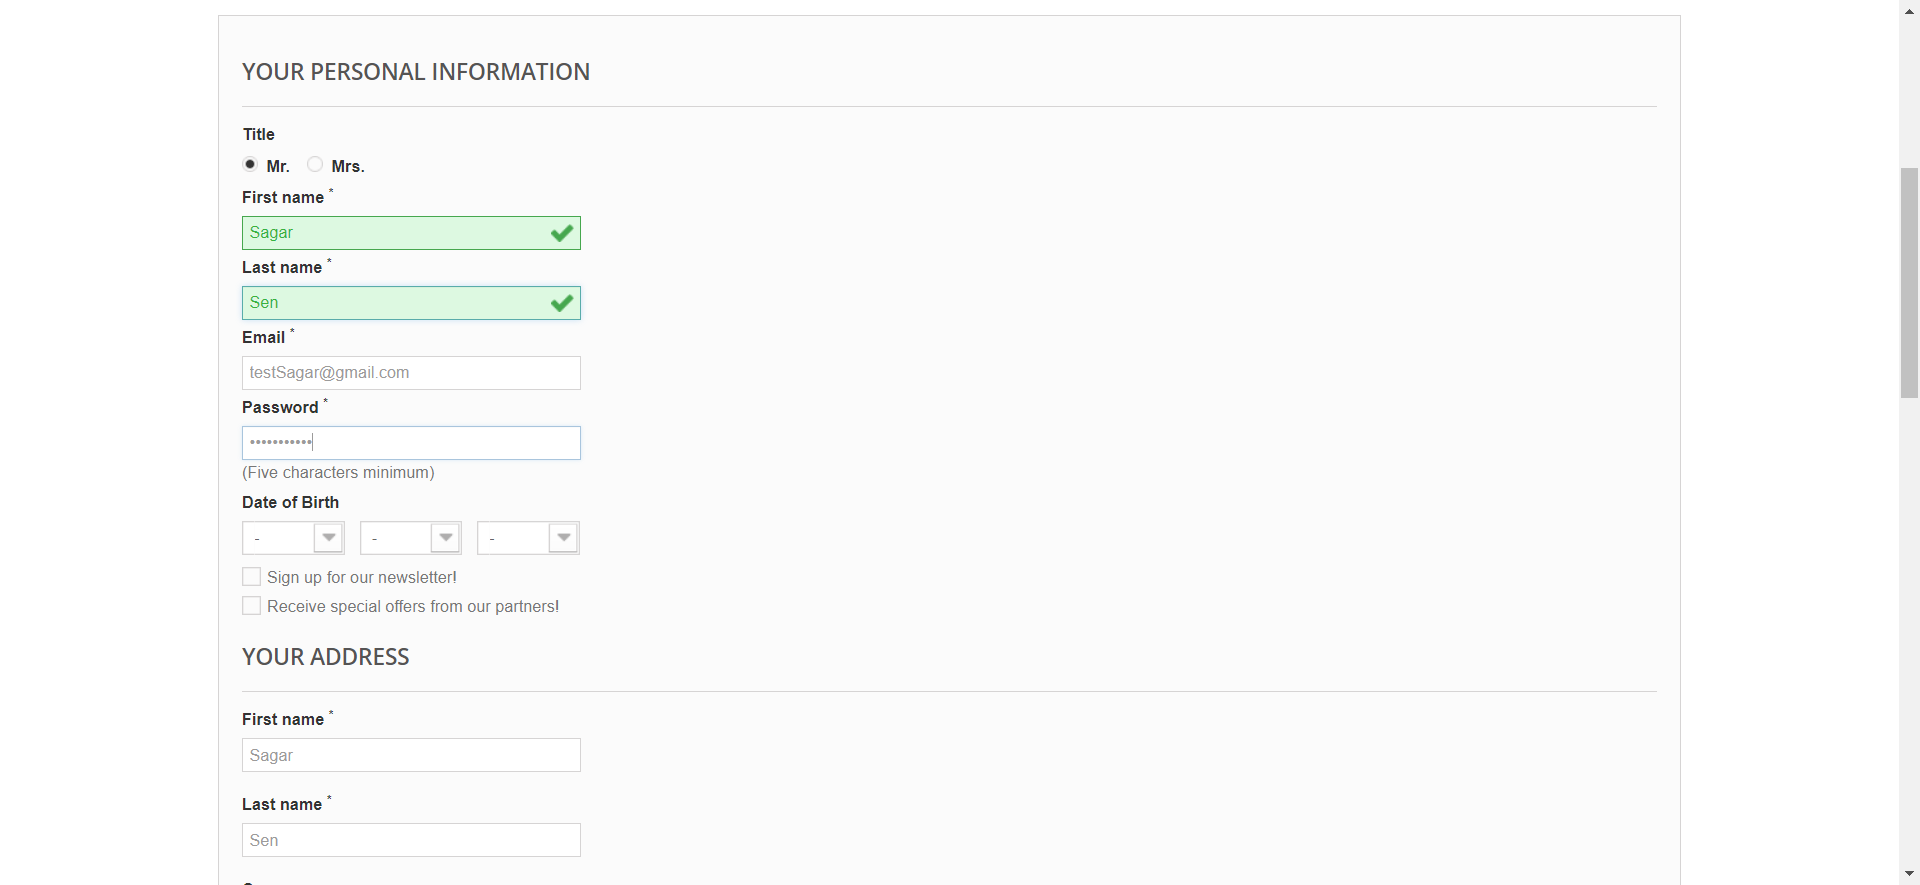 YOUR PERSONAL INFORMATION
Title
Mr. Mrs.
First name *
Sagar
Last name *
Sen
Email *
testSagar@gmail.com
Password *
•••••••••••
(Five characters minimum)
Date of Birth
- - -
Sign up for our newsletter!
Receive special offers from our partners!
YOUR ADDRESS
First name *
Sagar
Last name *
Sen